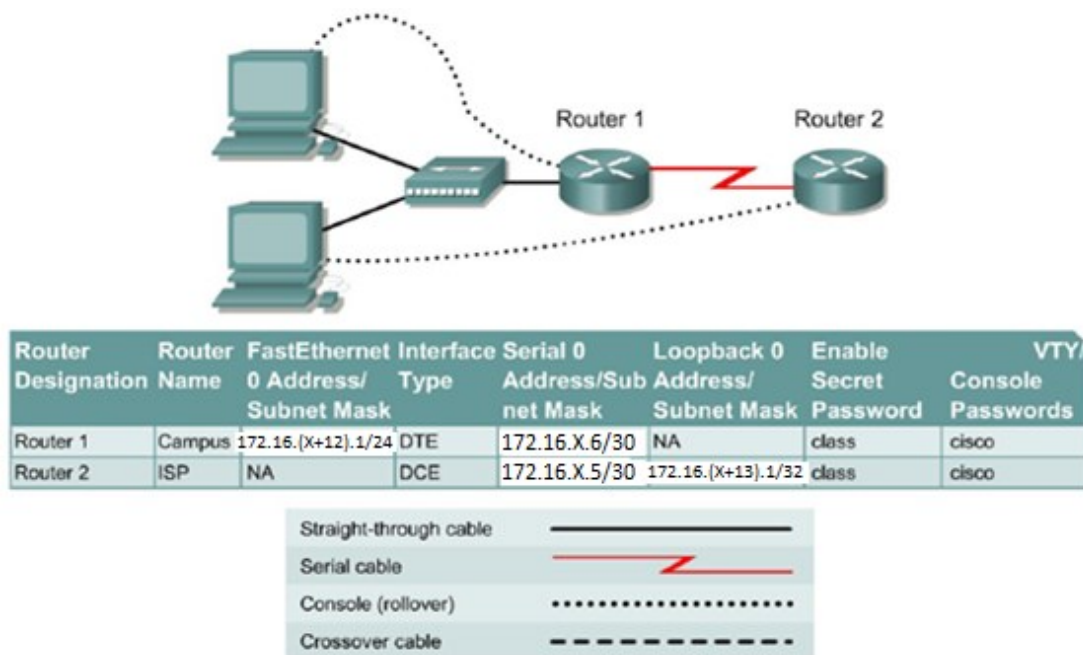 Router 1
Router 2
Router Designation
Router Name
FastEthernet 0 Address/ Subnet Mask
Interface Type
Serial 0 Address/Sub net Mask
Loopback 0 Address/ Subnet Mask
Enable Secret Password
VTY/ Console Passwords
Router 1 Campus 172.16.(X+12).1/24 DTE 172.16.X.6/30 NA class cisco
Router 2 ISP NA DCE 172.16.X.5/30 172.16.(X+13).1/32 class cisco
Straight-through cable
Serial cable
Console (rollover)
Crossover cable